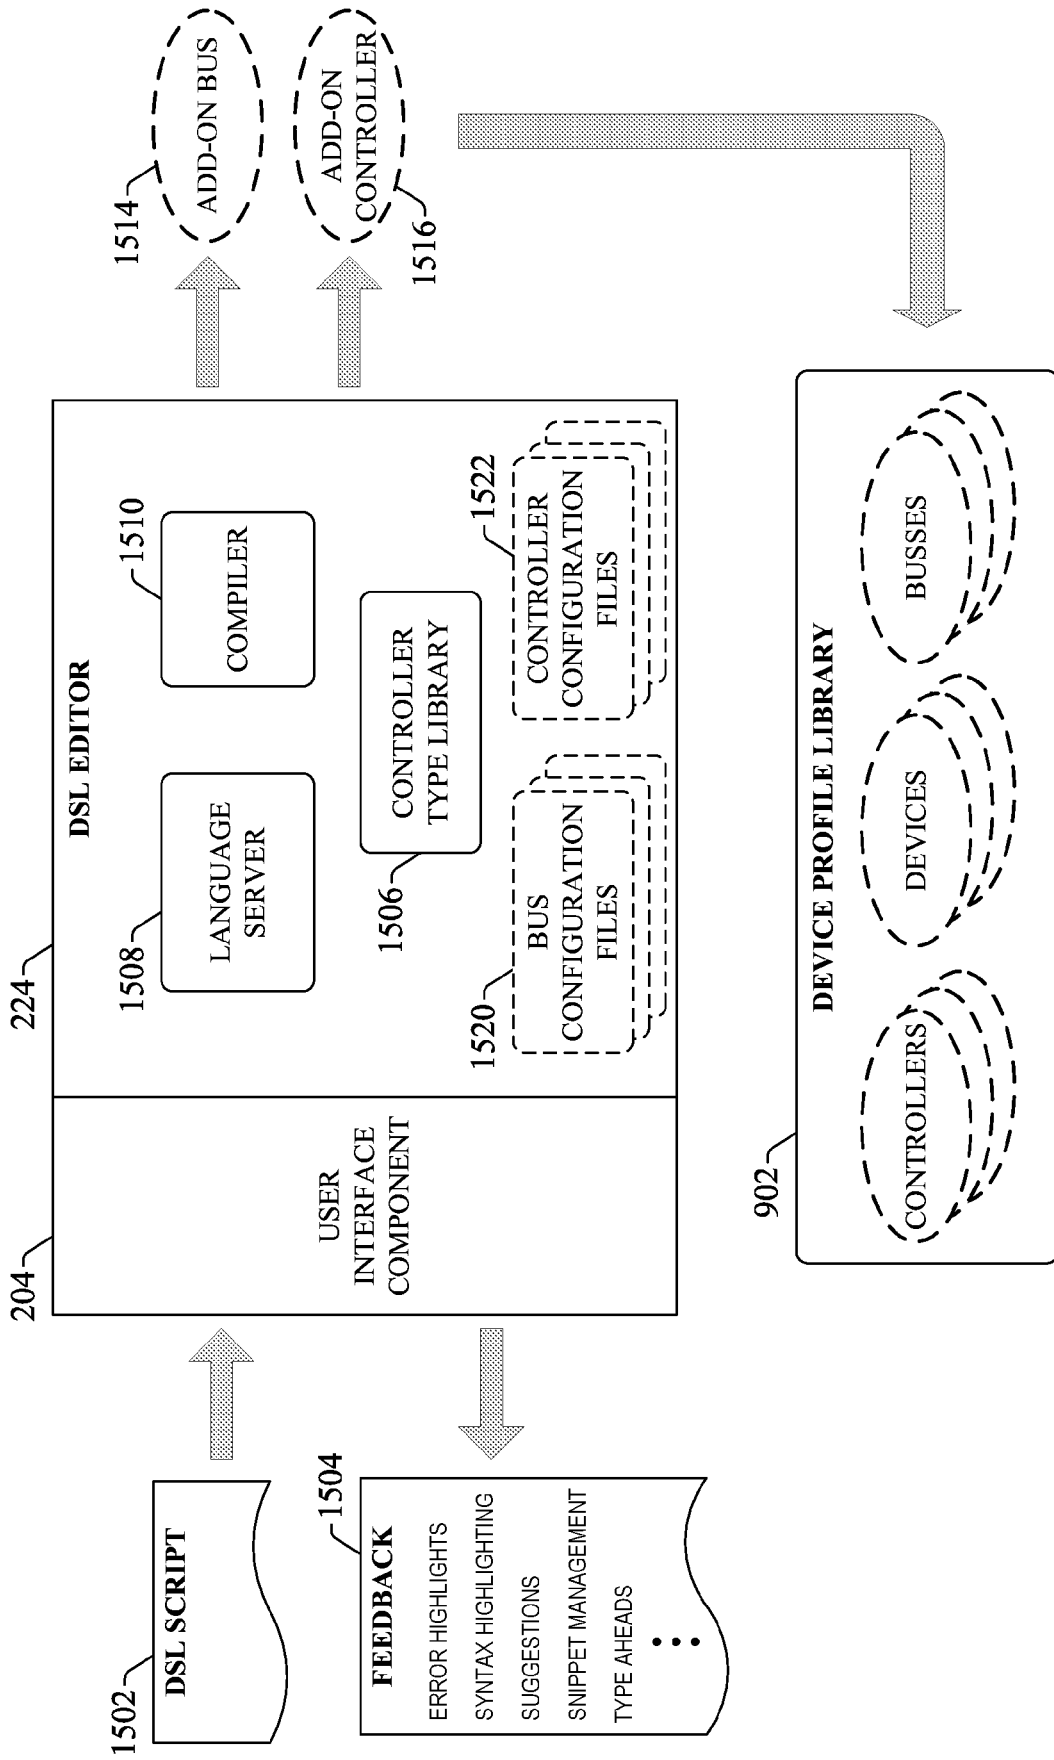 1502
DSL SCRIPT
1504
FEEDBACK
ERROR HIGHLIGHTS
SYNTAX HIGHLIGHTING
SUGGESTIONS
SNIPPET MANAGEMENT
TYPE AHEADS
204
USER
INTERFACE
COMPONENT
224
DSL EDITOR
1508
LANGUAGE
SERVER
1510
COMPILER
1506
CONTROLLER
TYPE LIBRARY
1520
BUS
CONFIGURATION
FILES
1522
CONTROLLER
CONFIGURATION
FILES
1514
ADD-ON BUS
ADD-ON
CONTROLLER
1516
902
DEVICE PROFILE LIBRARY
CONTROLLERS
DEVICES
BUSSES